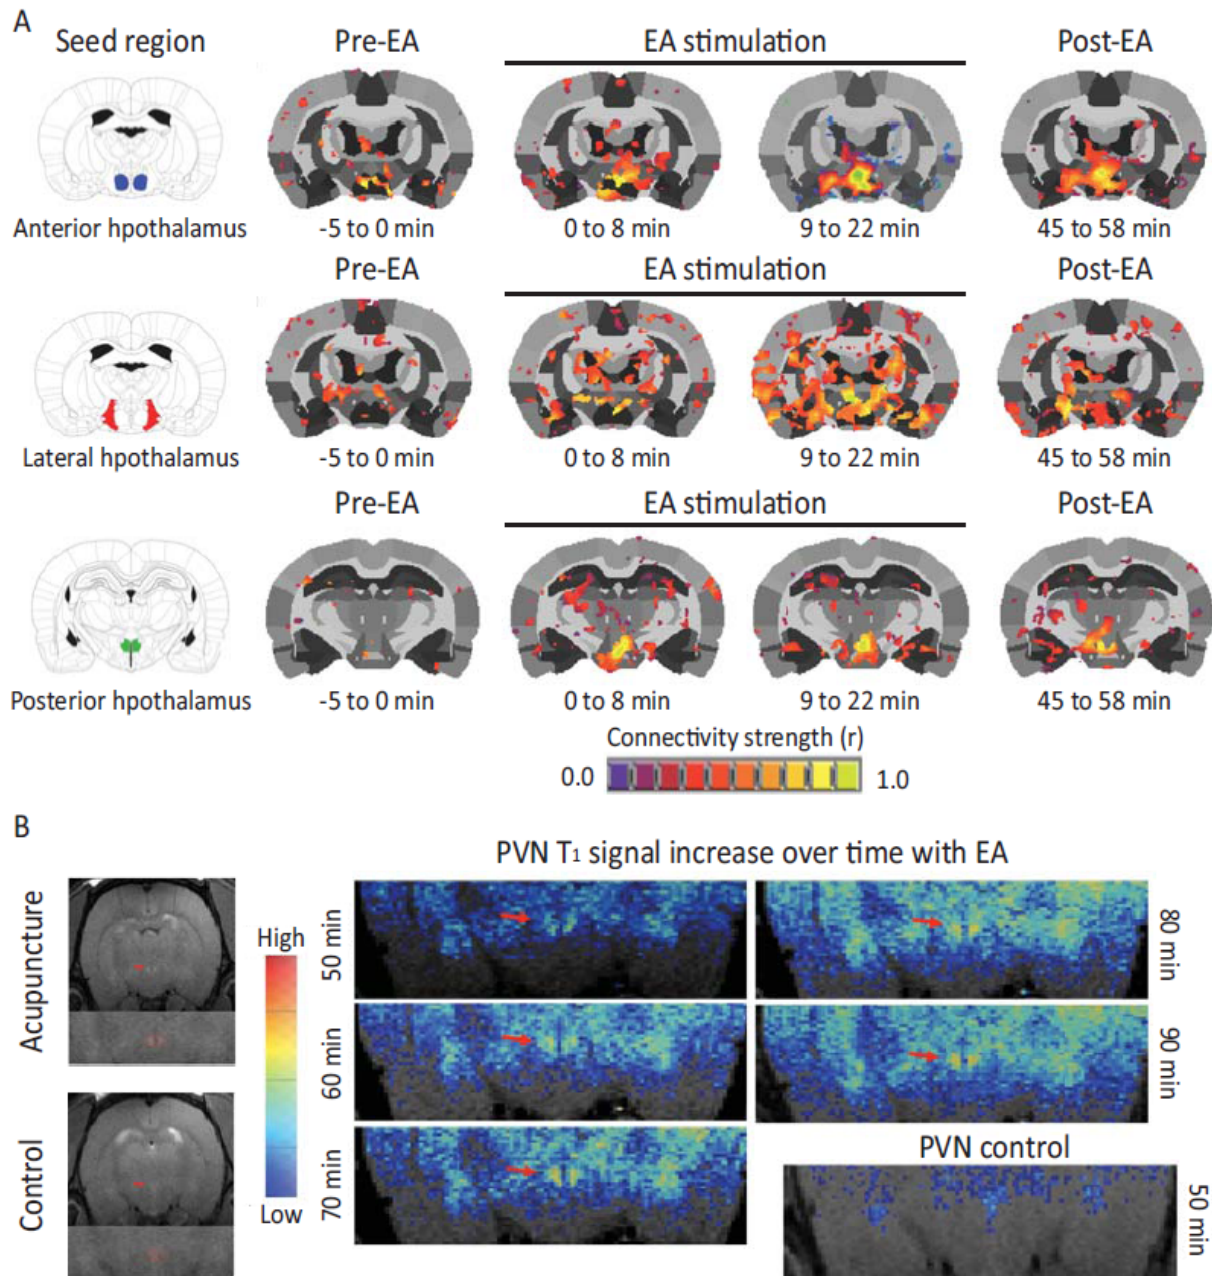 A
Seed region Pre-EA EA stimulation Post-EA
Anterior hpothalamus -5 to 0 min 0 to 8 min 9 to 22 min 45 to 58 min
Pre-EA EA stimulation Post-EA
Lateral hpothalamus -5 to 0 min 0 to 8 min 9 to 22 min 45 to 58 min
Pre-EA EA stimulation Post-EA
Posterior hpothalamus -5 to 0 min 0 to 8 min 9 to 22 min 45 to 58 min
Connectivity strength (r)
0.0 1.0
B
PVN T1 signal increase over time with EA
Acupuncture
Control
High
Low
50 min
60 min
70 min
80 min
90 min
PVN control
50 min